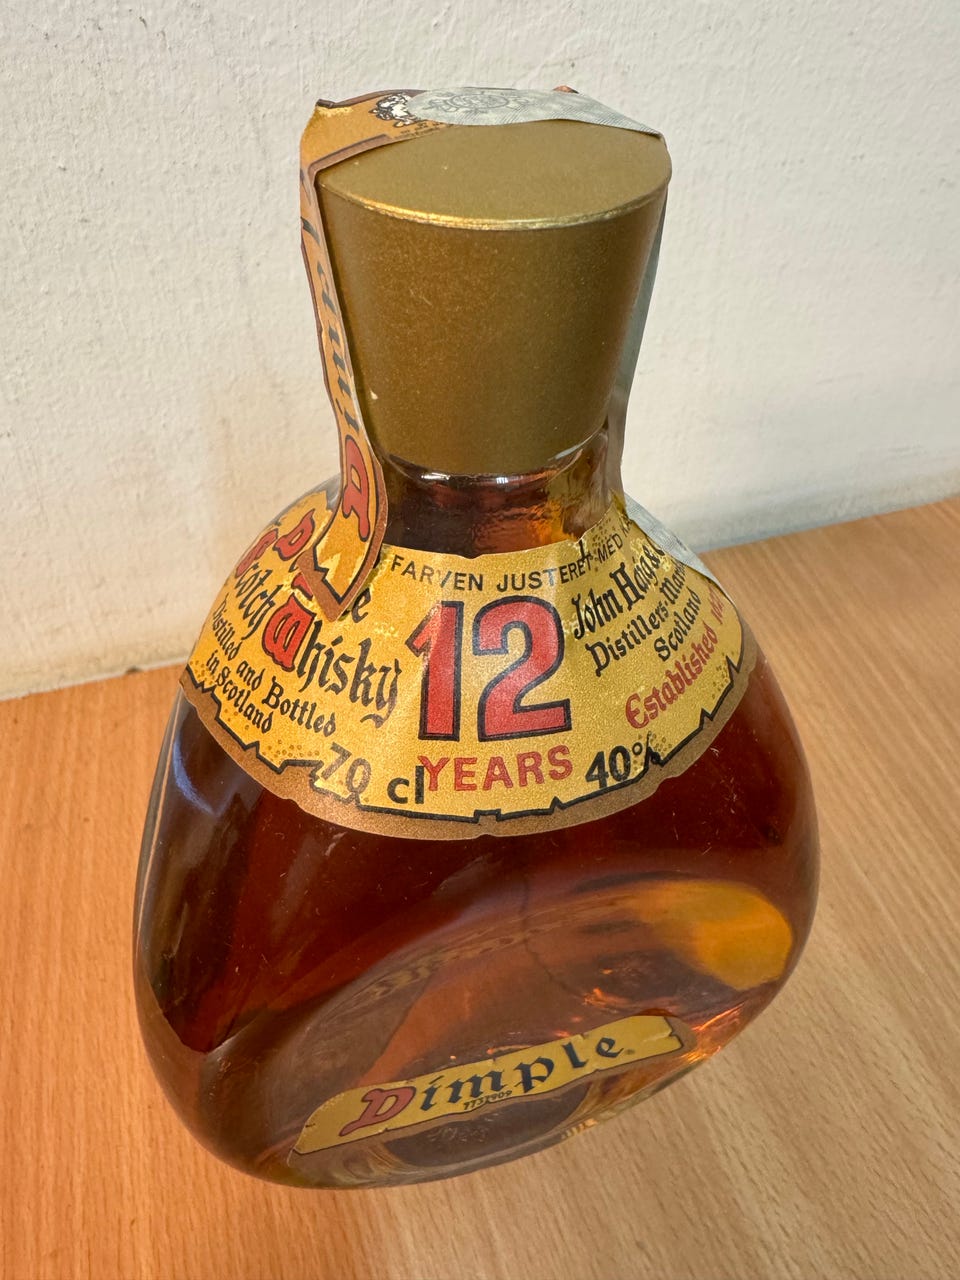 Dimple
FARVEN JUSTERET MED
Scotch
Whisky
Distilled and Bottled
in Scotland
70 cl
12
YEARS
40%
John Haig &
Distillers
Scotland
Established
Dimple